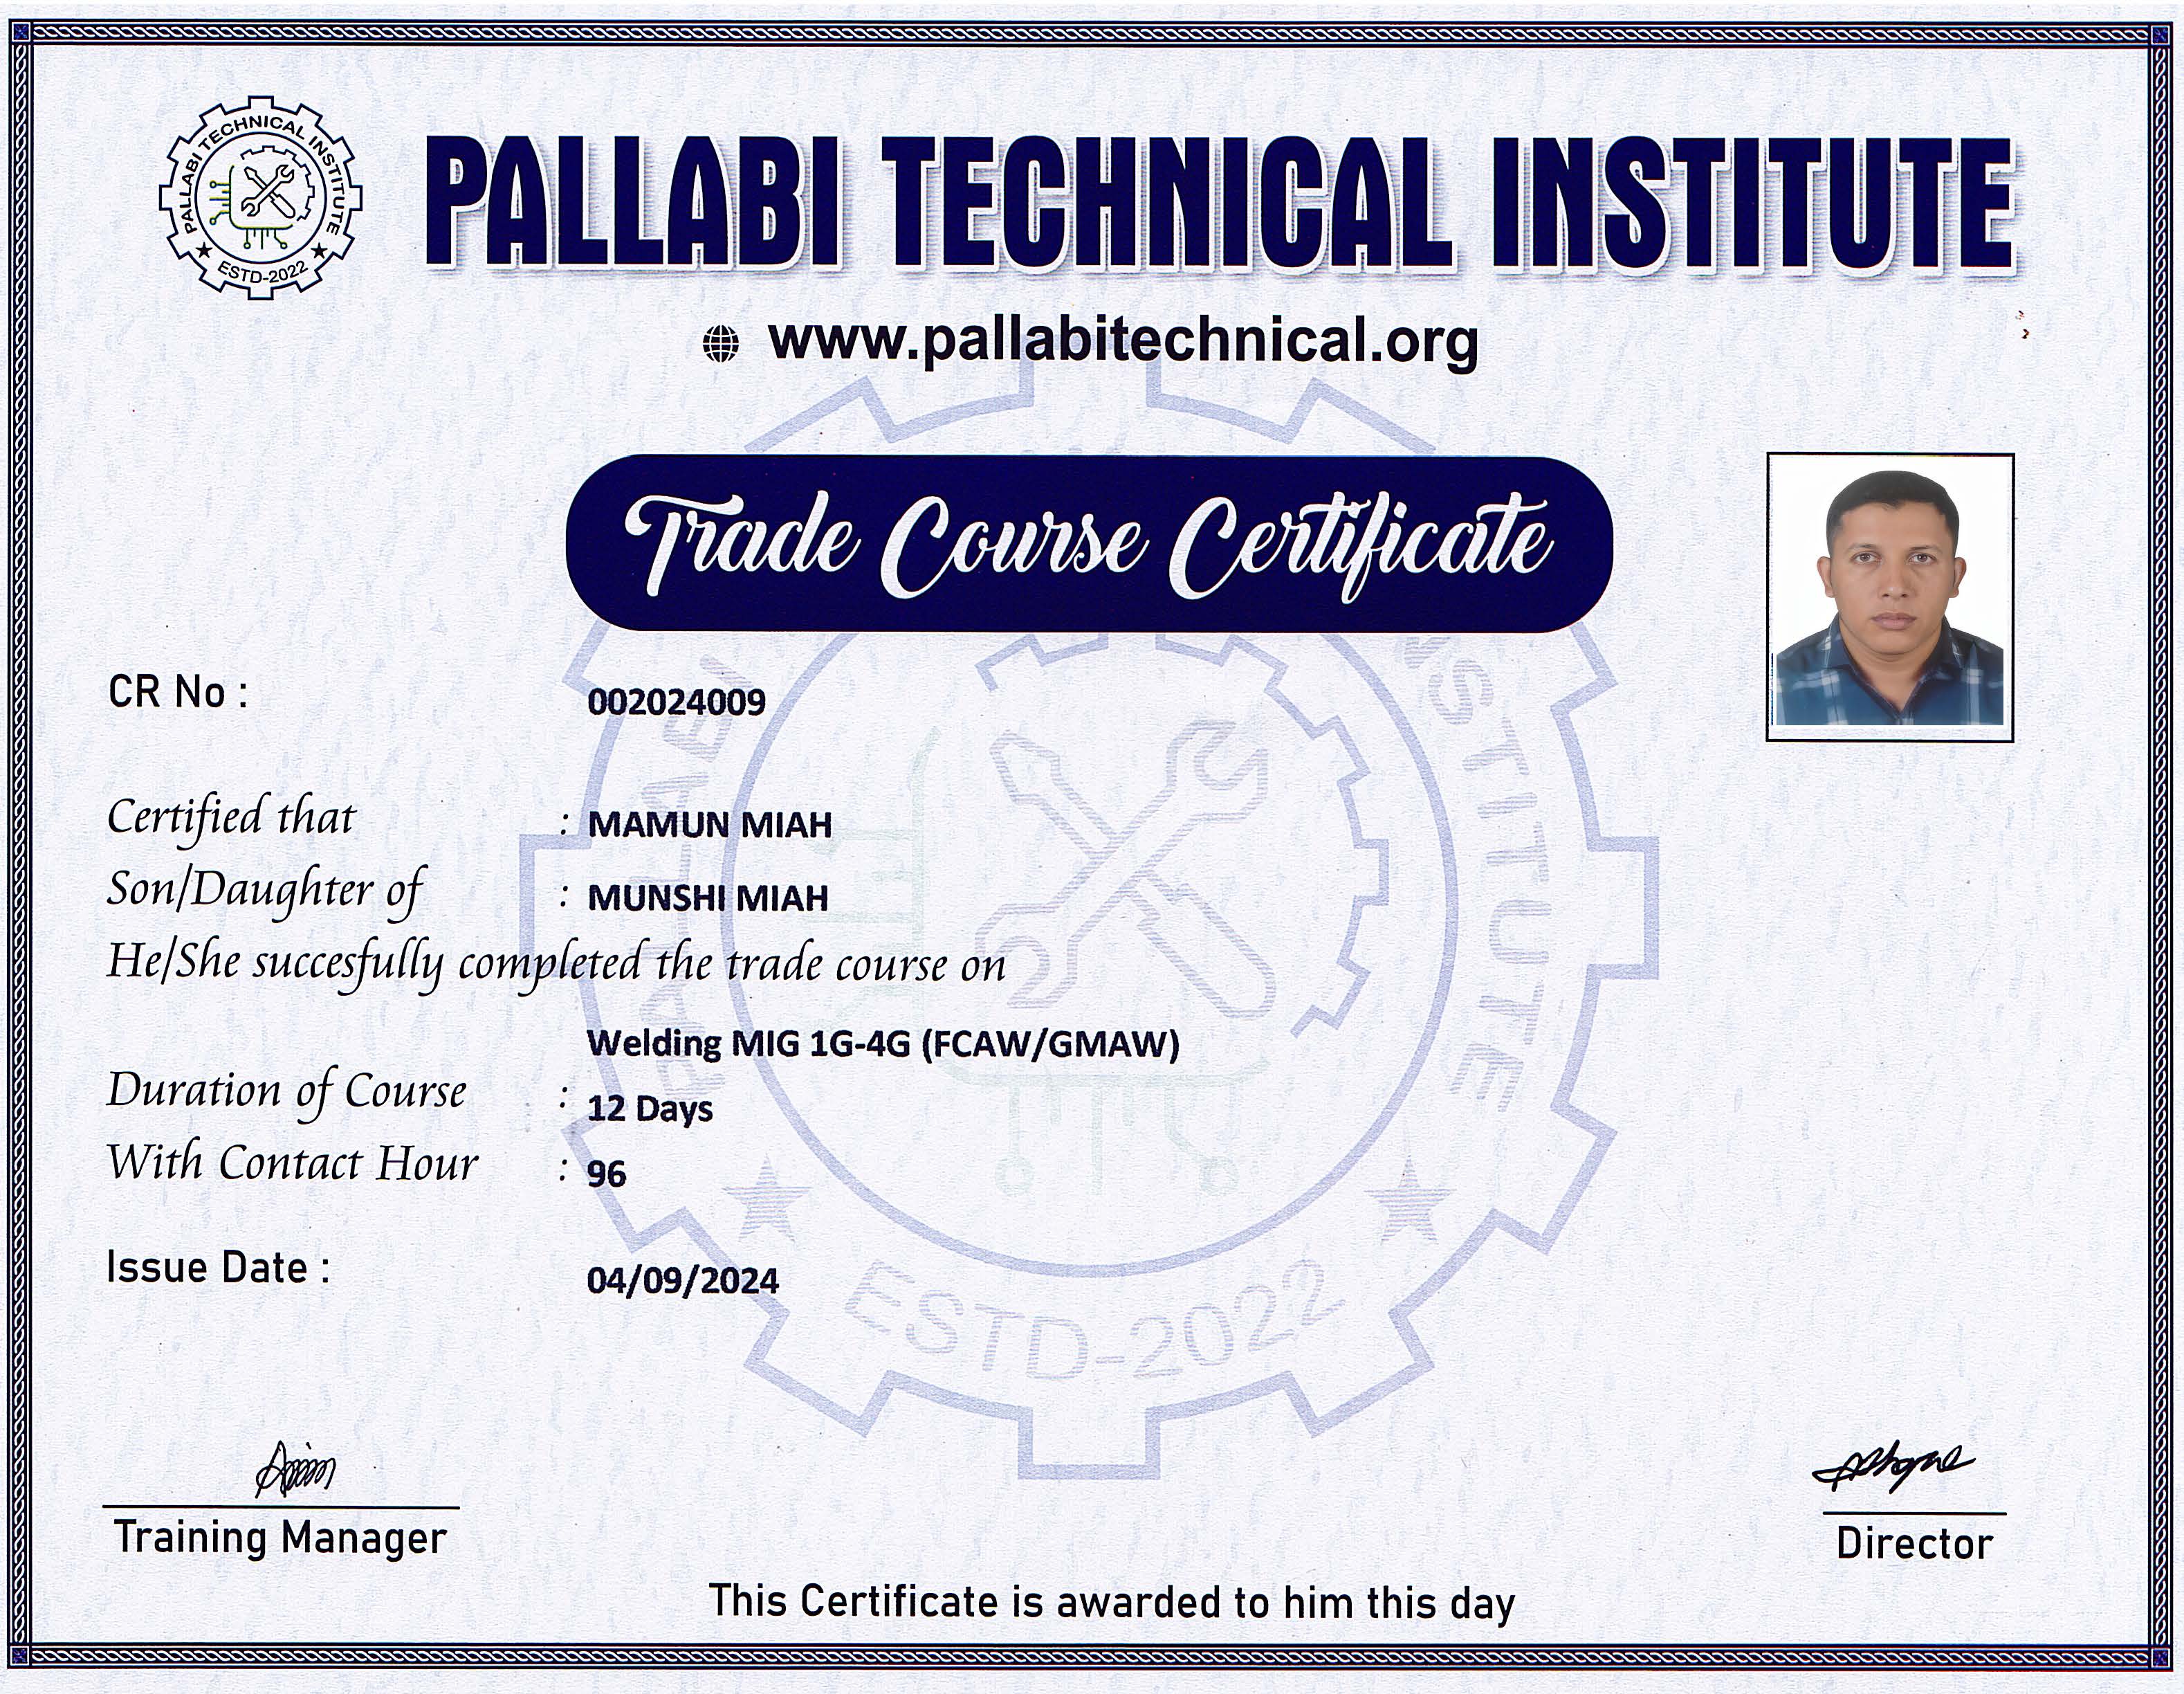 PALLABI TECHNICAL INSTITUTE
ESTD-2022
PALLABI TECHNICAL INSTITUTE
www.pallabitechnical.org
Trade Course Certificate
CR No : 002024009
Certified that : MAMUN MIAH
Son/Daughter of : MUNSHI MIAH
He/She succesfully completed the trade course on
Welding MIG 1G-4G (FCAW/GMAW)
Duration of Course : 12 Days
With Contact Hour : 96
Issue Date : 04/09/2024
ESTD-2022
Training Manager
Director
This Certificate is awarded to him this day